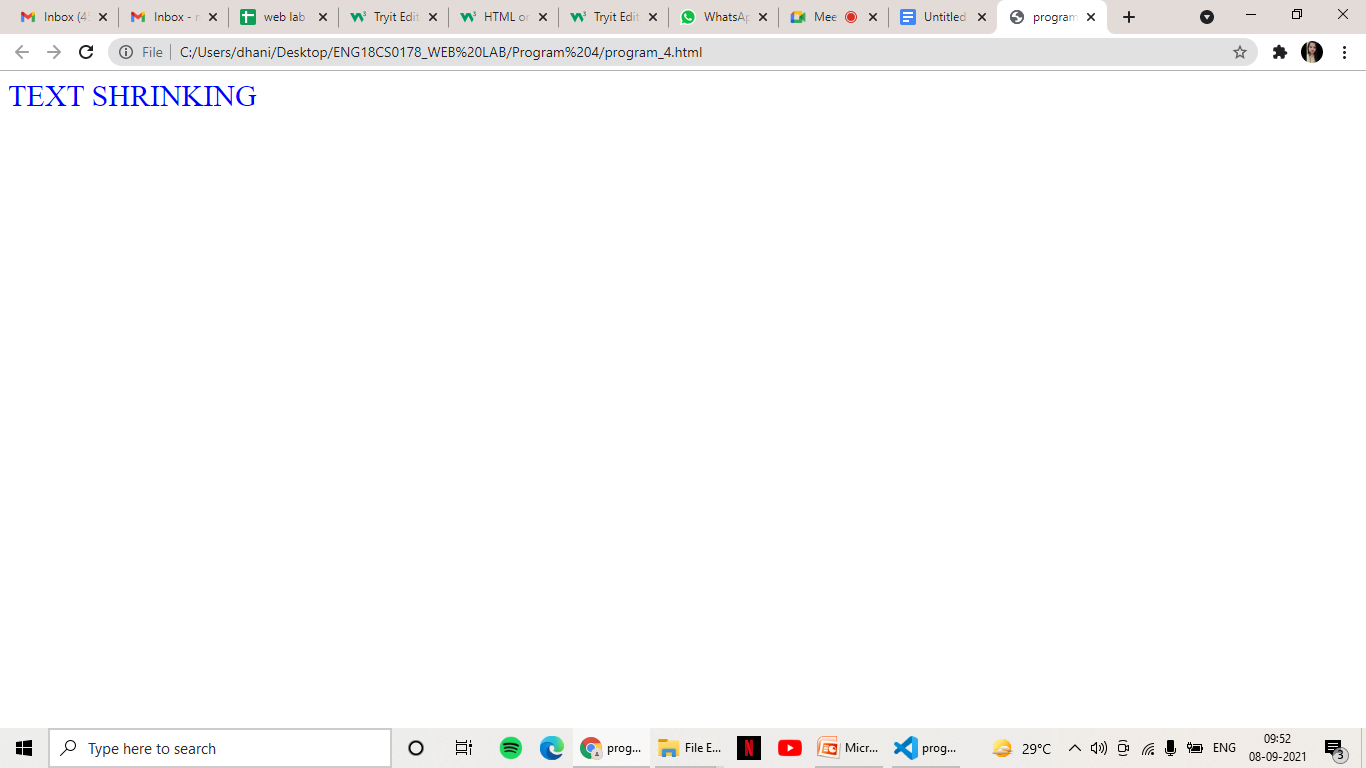 Inbox (4 Inbox - r web lab Tryit Edit HTML or Tryit Edit WhatsAp Mee Untitled program
File C:/Users/dhani/Desktop/ENG18CS0178_WEB%20LAB/Program%204/program_4.html
TEXT SHRINKING
Type here to search prog... File E... N Micr... prog... 29°C ENG 09:52
08-09-2021 3